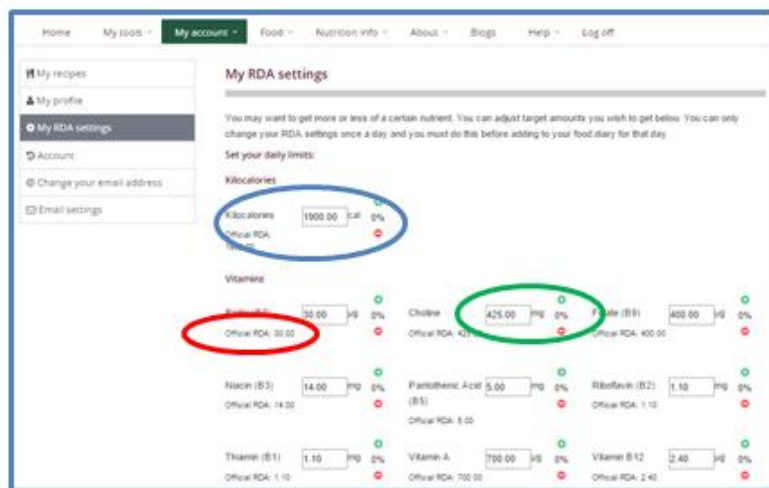 Home My tools My account Food Nutrition info About Blogs Help Log off
My recipes
My profile
My RDA settings
Account
Change your email address
Email settings
My RDA settings
You may want to get more or less of a certain nutrient. You can adjust target amounts you wish to get below. You can only
change your RDA settings once a day and you must do this before adding to your food diary for that day
Set your daily limits:
Kilocalories
Kilocalories 1900.00 cal 0%
Official RDA:
Vitamins
30.00 µg 0% Choline 425.00 mg 0% (B9) 400.00 µg 0%
Official RDA: 30.00 Official RDA: Official RDA: 400.00
Niacin (B3) 14.00 mg 0% Pantothenic Acid 5.00 mg 0% Riboflavin (B2) 1.10 mg 0%
(B5)
Official RDA: 14.00 Official RDA: 5.00 Official RDA: 1.10
Thiamin (B1) 1.10 mg 0% Vitamin A 700.00 µg 0% Vitamin B12 2.40 µg 0%
Official RDA: 1.10 Official RDA: 700.00 Official RDA: 2.40